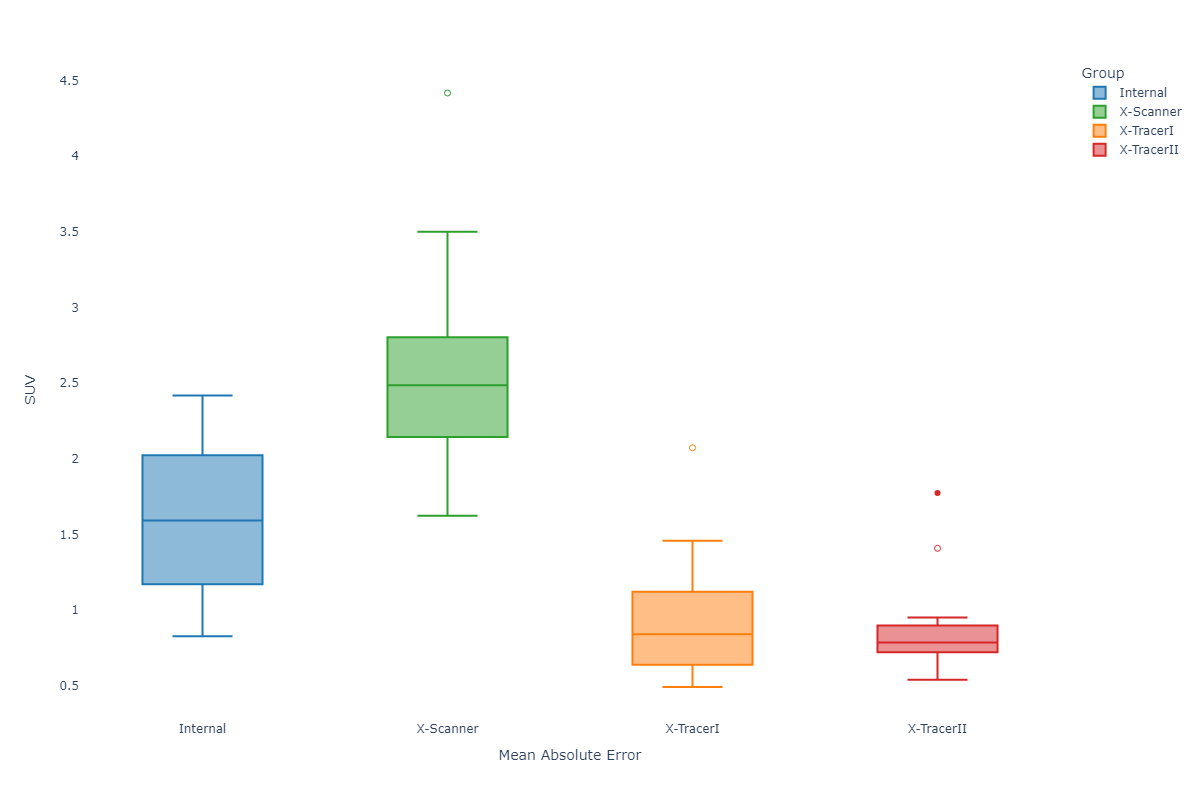 4.5
4
3.5
3
2.5
2
1.5
1
0.5
SUV
Internal
X-Scanner
X-TracerI
X-TracerII
Mean Absolute Error
Group
Internal
X-Scanner
X-TracerI
X-TracerII